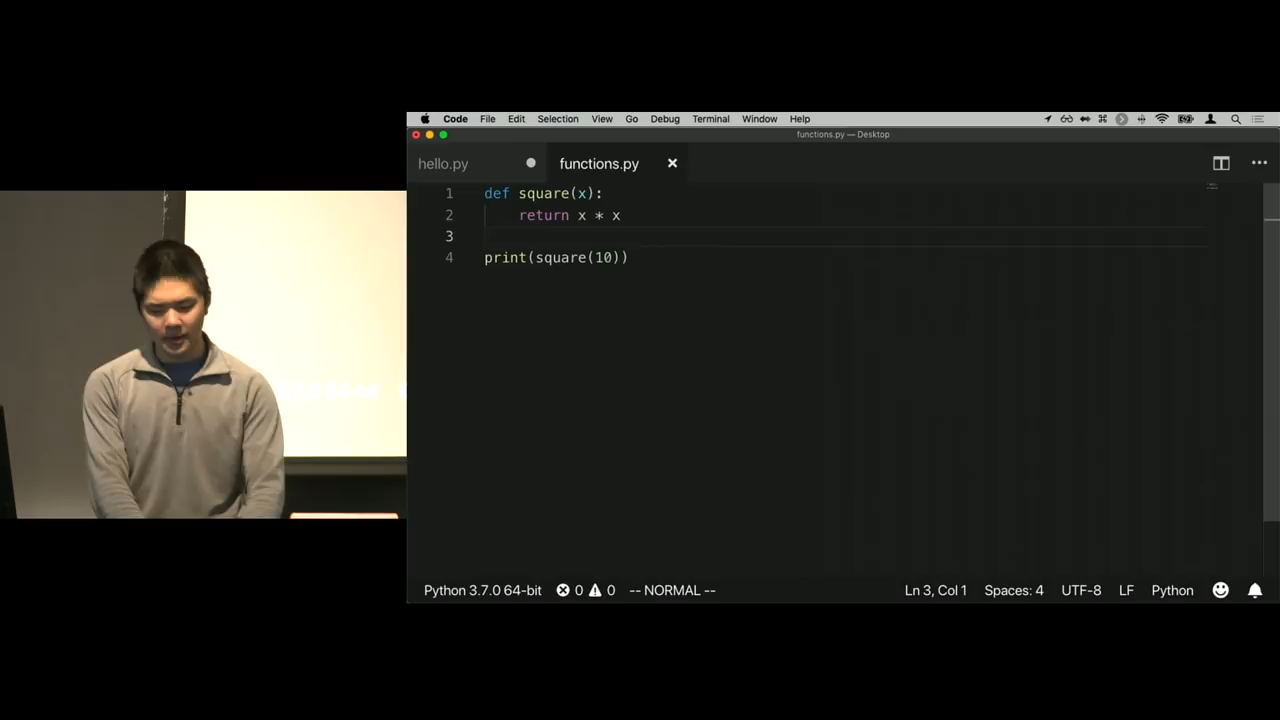 Code File Edit Selection View Go Debug Terminal Window Help
functions.py — Desktop
hello.py functions.py
1 def square(x):
2 return x * x
3
4 print(square(10))
Python 3.7.0 64-bit 0 0 -- NORMAL -- Ln 3, Col 1 Spaces: 4 UTF-8 LF Python